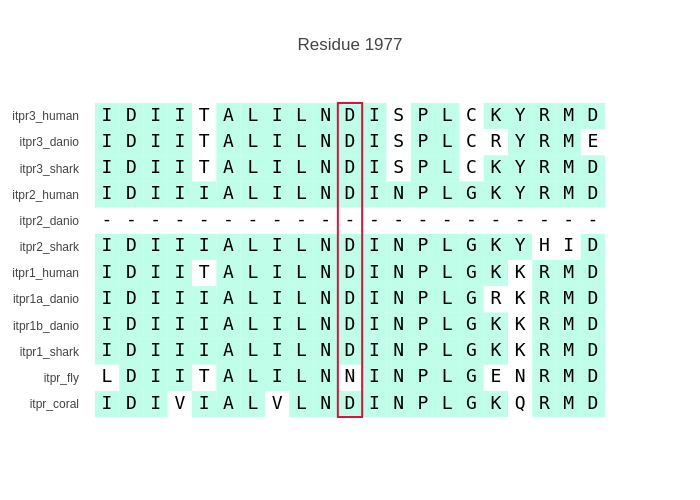 Residue 1977
itpr3_human I D I I T A L I L N D I S P L C K Y R M D
itpr3_danio I D I I T A L I L N D I S P L C R Y R M E
itpr3_shark I D I I T A L I L N D I S P L C K Y R M D
itpr2_human I D I I I A L I L N D I N P L G K Y R M D
itpr2_danio - - - - - - - - - - - - - - - - - - - - -
itpr2_shark I D I I I A L I L N D I N P L G K Y H I D
itpr1_human I D I I T A L I L N D I N P L G K K R M D
itpr1a_danio I D I I I A L I L N D I N P L G R K R M D
itpr1b_danio I D I I I A L I L N D I N P L G K K R M D
itpr1_shark I D I I I A L I L N D I N P L G K K R M D
itpr_fly L D I I T A L I L N N I N P L G E N R M D
itpr_coral I D I V I A L V L N D I N P L G K Q R M D